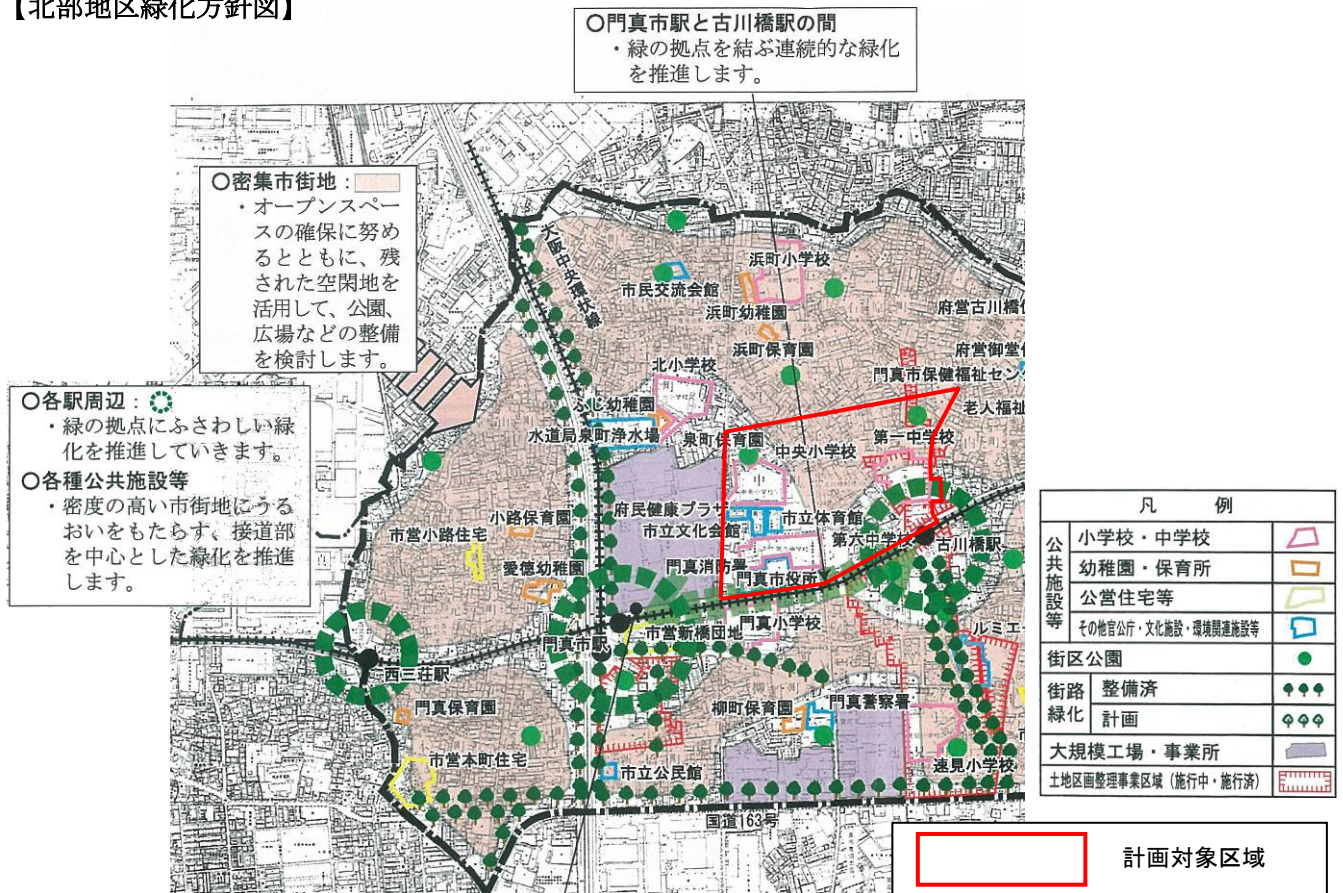 【北部地区緑化方針図】
○門真市駅と古川橋駅の間
・緑の拠点を結ぶ連続的な緑化
を推進します。
○密集市街地：
・オープンスペー
スの確保に努め
るとともに、残
された空閑地を
活用して、公園、
広場などの整備
を検討します。
○各駅周辺：
・緑の拠点にふさわしい緑
化を推進していきます。
○各種公共施設等
・密度の高い市街地にうる
おいをもたらす、接道部
を中心とした緑化を推進
します。
大阪中央環状線
浜町小学校
市民交流会館
浜町幼稚園
府営古川橋住
浜町保育園
府営御堂住
北小学校
門真市保健福祉センタ
ふじ幼稚園
老人福祉
水道局泉町浄水場
泉町保育園
第一中学校
中央小学校
府民健康プラザ
市立体育館
市立文化会館
小路保育園
市営小路住宅
第六中学校
古川橋駅
愛徳幼稚園
門真消防署
門真市役所
門真小学校
ルミエ
市営新橋団地
門真市駅
西三荘駅
門真保育園
柳町保育園
門真警察署
市営本町住宅
市立公民館
速見小学校
国道163号
凡 例
公共施設等
小学校・中学校
幼稚園・保育所
公営住宅等
その他官公庁・文化施設・環境関連施設等
街区公園
街路緑化
整備済
計画
大規模工場・事業所
土地区画整理事業区域（施行中・施行済）
計画対象区域